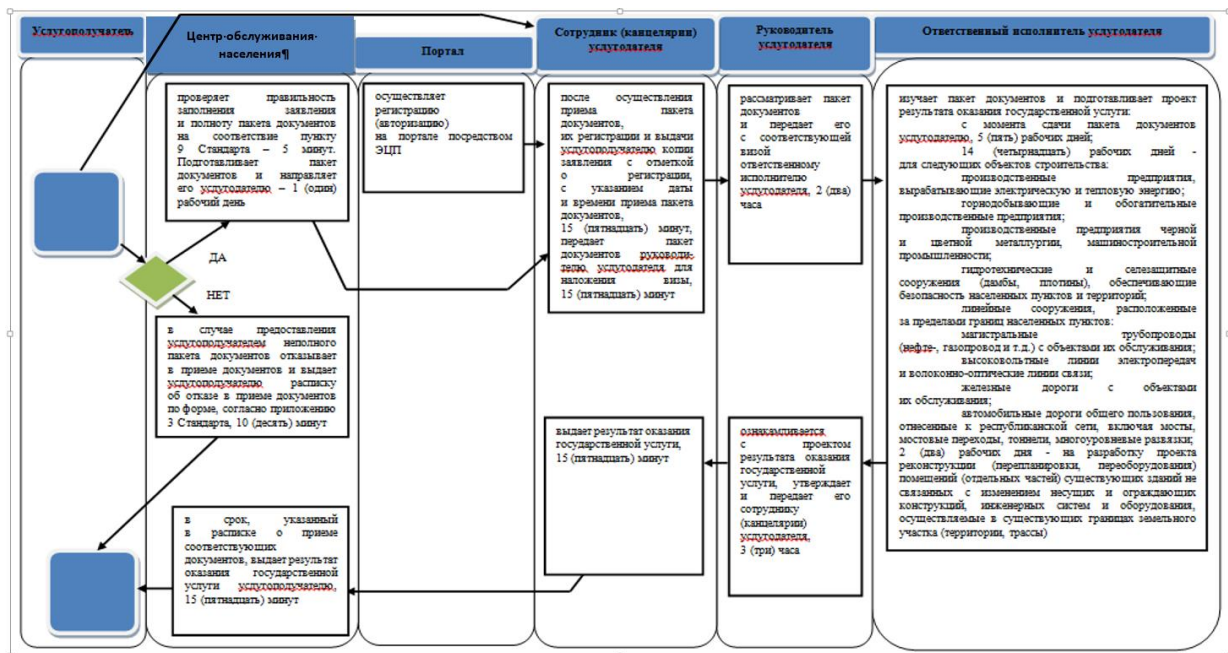 Услугополучатель
Центр·обслуживания·
населения¶
Портал
Сотрудник (канцелярии)
услугодателя
Руководитель
услугодателя
Ответственный исполнитель услугодателя
проверяет правильность
заполнения заявления
и полноту пакета документов
на соответствие пункту
9 Стандарта – 5 минут.
Подготавливает пакет
документов и направляет
его услугодателю – 1 (один)
рабочий день
осуществляет
регистрацию
(авторизацию)
на портале посредством
ЭЦП
после осуществления
приема пакета
документов,
их регистрации и выдачи
услугополучателю копии
заявления с отметкой
о регистрации,
с указанием даты
и времени приема пакета
документов,
15 (пятнадцать) минут,
передает пакет
документов руководи-
телю услугодателя для
наложения визы,
15 (пятнадцать) минут
рассматривает пакет
документов
и передает его
с соответствующей
визой
ответственному
исполнителю
услугодателя, 2 (два)
часа
изучает пакет документов и подготавливает проект
результата оказания государственной услуги:
с момента сдачи пакета документов
услугодателю, 5 (пять) рабочих дней;
14 (четырнадцать) рабочих дней -
для следующих объектов строительства:
производственные предприятия,
вырабатывающие электрическую и тепловую энергию;
горнодобывающие и обогатительные
производственные предприятия;
производственные предприятия черной
и цветной металлургии, машиностроительной
промышленности;
гидротехнические и селезащитные
сооружения (дамбы, плотины), обеспечивающие
безопасность населенных пунктов и территорий;
линейные сооружения, расположенные
за пределами границ населенных пунктов:
магистральные трубопроводы
(нефте-, газопровод и т.д.) с объектами их обслуживания;
высоковольтные линии электропередач
и волоконно-оптические линии связи;
железные дороги с объектами
их обслуживания;
автомобильные дороги общего пользования,
отнесенные к республиканской сети, включая мосты,
мостовые переходы, тоннели, многоуровневые развязки;
2 (два) рабочих дня - на разработку проекта
реконструкции (перепланировки, переоборудования)
помещений (отдельных частей) существующих зданий не
связанных с изменением несущих и ограждающих
конструкций, инженерных систем и оборудования,
осуществляемые в существующих границах земельного
участка (территории, трассы)
ДА
НЕТ
в случае предоставления
услугополучателем неполного
пакета документов отказывает
в приеме документов и выдает
услугополучателю расписку
об отказе в приеме документов
по форме, согласно приложению
3 Стандарта, 10 (десять) минут
выдает результат оказания
государственной услуги,
15 (пятнадцать) минут
ознакамливается
с проектом
результата оказания
государственной
услуги, утверждает
и передает его
сотруднику
(канцелярии)
услугодателя,
3 (три) часа
в срок, указанный
в расписке о приеме
соответствующих
документов, выдает результат
оказания государственной
услуги услугополучателю,
15 (пятнадцать) минут